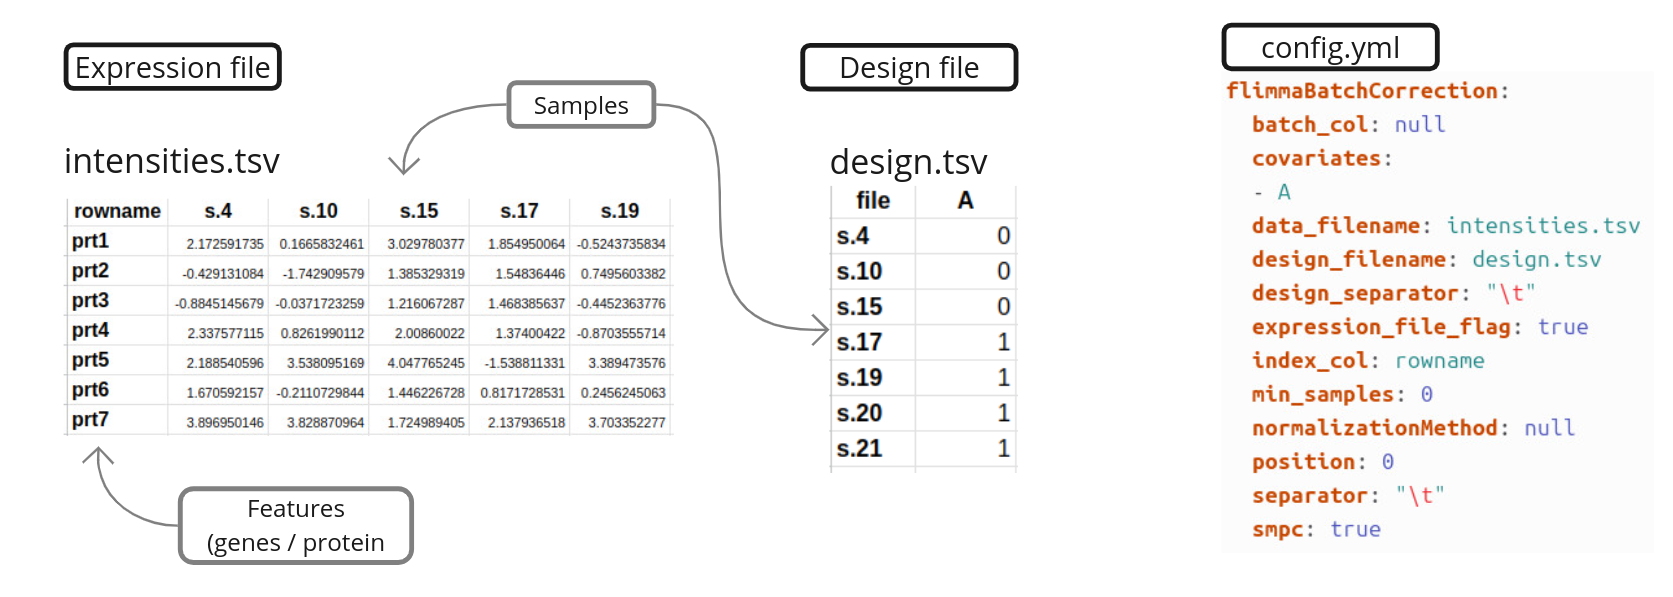 Expression file
Samples
intensities.tsv
rowname s.4 s.10 s.15 s.17 s.19
prt1 2.172591735 0.1665832461 3.029780377 1.854950064 -0.5243735834
prt2 -0.429131084 -1.742909579 1.385329319 1.54836446 0.7495603382
prt3 -0.8845145679 -0.0371723259 1.216067287 1.468385637 -0.4452363776
prt4 2.337577115 0.8261990112 2.00860022 1.37400422 -0.8703555714
prt5 2.188540596 3.538095169 4.047765245 -1.538811331 3.389473576
prt6 1.670592157 -0.2110729844 1.446226728 0.8171728531 0.2456245063
prt7 3.896950146 3.828870964 1.724989405 2.137936518 3.703352277
Features
(genes / protein
Design file
design.tsv
file A
s.4 0
s.10 0
s.15 0
s.17 1
s.19 1
s.20 1
s.21 1
config.yml
flimmaBatchCorrection:
batch_col: null
covariates:
- A
data_filename: intensities.tsv
design_filename: design.tsv
design_separator: "\t"
expression_file_flag: true
index_col: rowname
min_samples: 0
normalizationMethod: null
position: 0
separator: "\t"
smpc: true